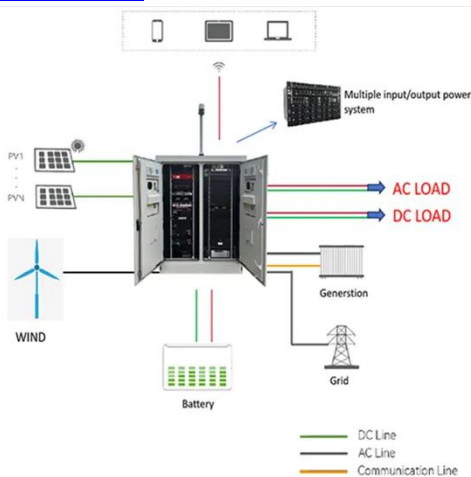 Multiple input/output power
system
PV1
PVN
AC LOAD
DC LOAD
WIND
Generstion
Grid
Battery
DC Line
AC Line
Communication Line